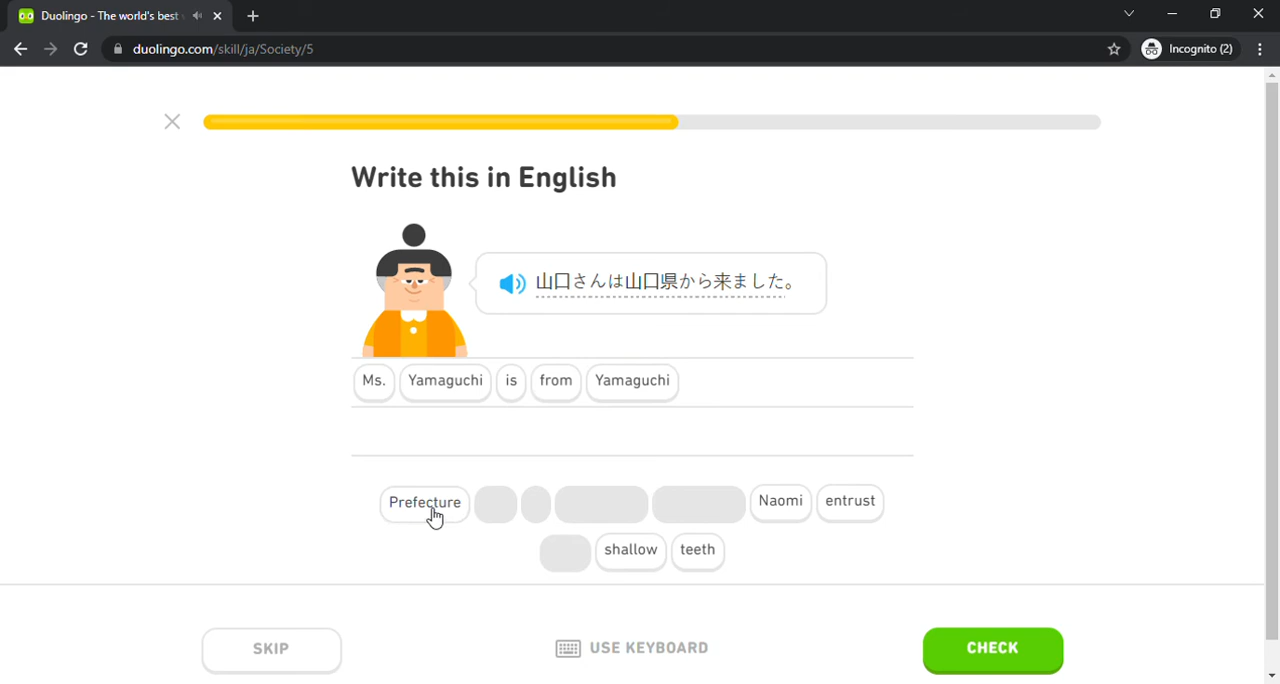 Duolingo - The world's best
duolingo.com/skill/ja/Society/5
Incognito (2)
Write this in English
山口さんは山口県から来ました。
Ms. Yamaguchi is from Yamaguchi
Prefecture Naomi entrust
shallow teeth
SKIP
USE KEYBOARD
CHECK